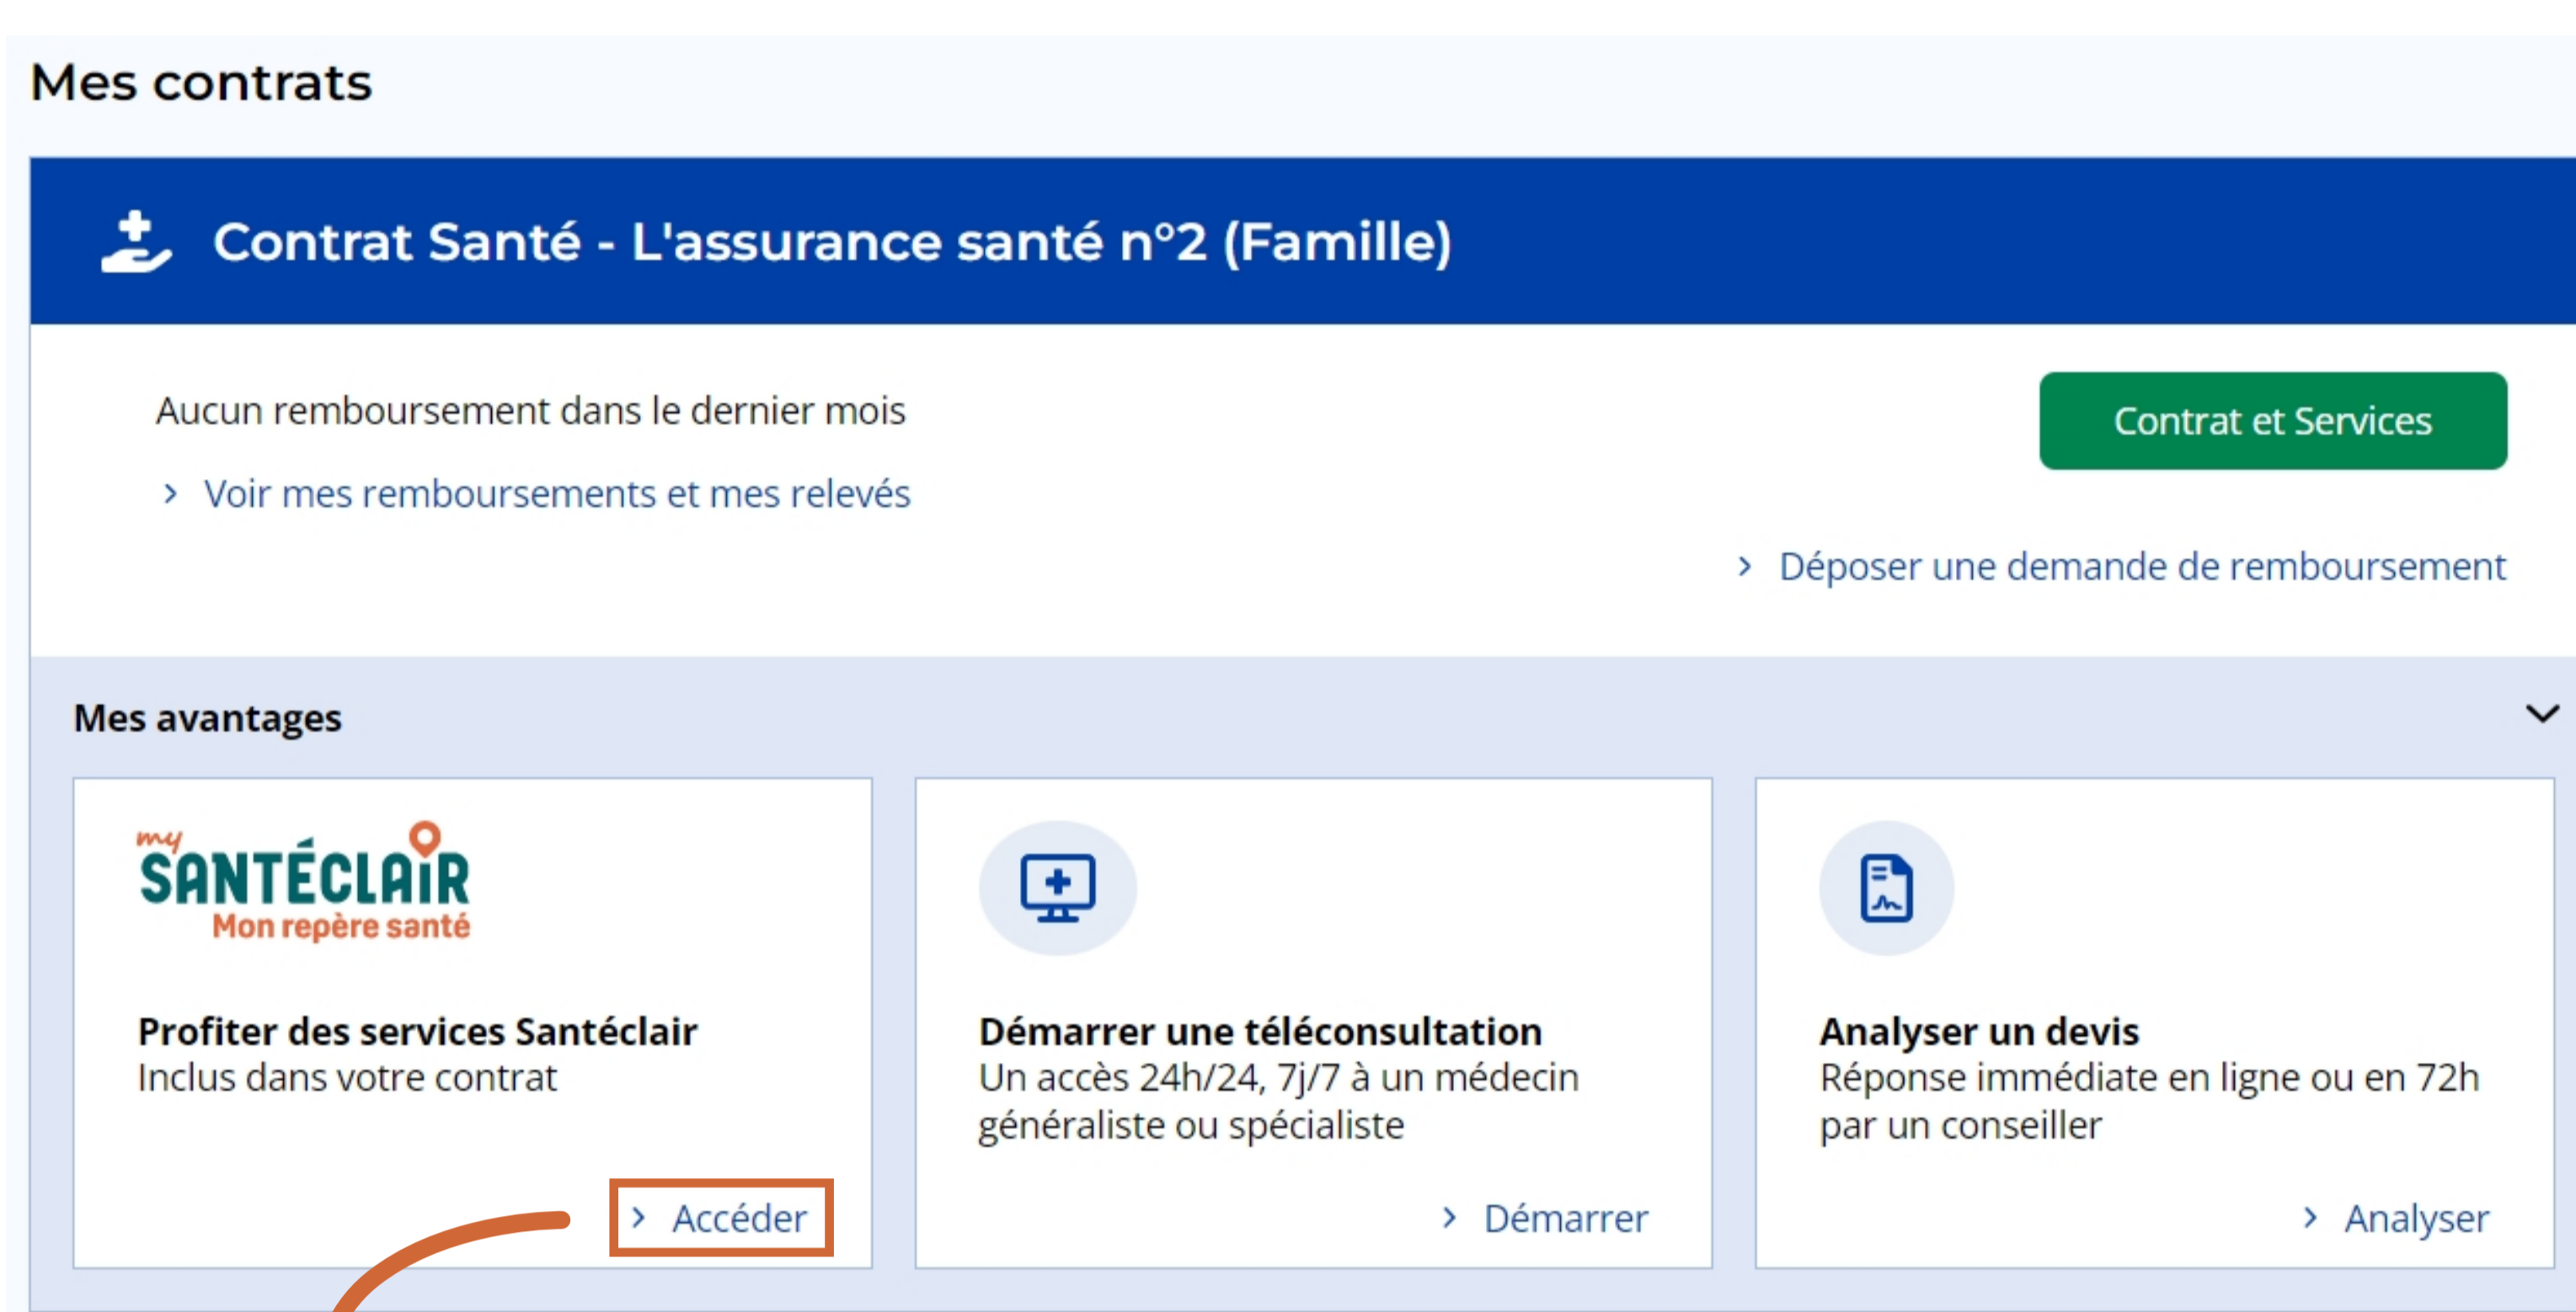 Mes contrats
Contrat Santé - L'assurance santé n°2 (Famille)
Aucun remboursement dans le dernier mois
Contrat et Services
> Voir mes remboursements et mes relevés
> Déposer une demande de remboursement
Mes avantages
my
SANTÉCLAiR
Mon repère santé
Profiter des services Santéclair
Inclus dans votre contrat
> Accéder
Démarrer une téléconsultation
Un accès 24h/24, 7j/7 à un médecin
généraliste ou spécialiste
> Démarrer
Analyser un devis
Réponse immédiate en ligne ou en 72h
par un conseiller
> Analyser